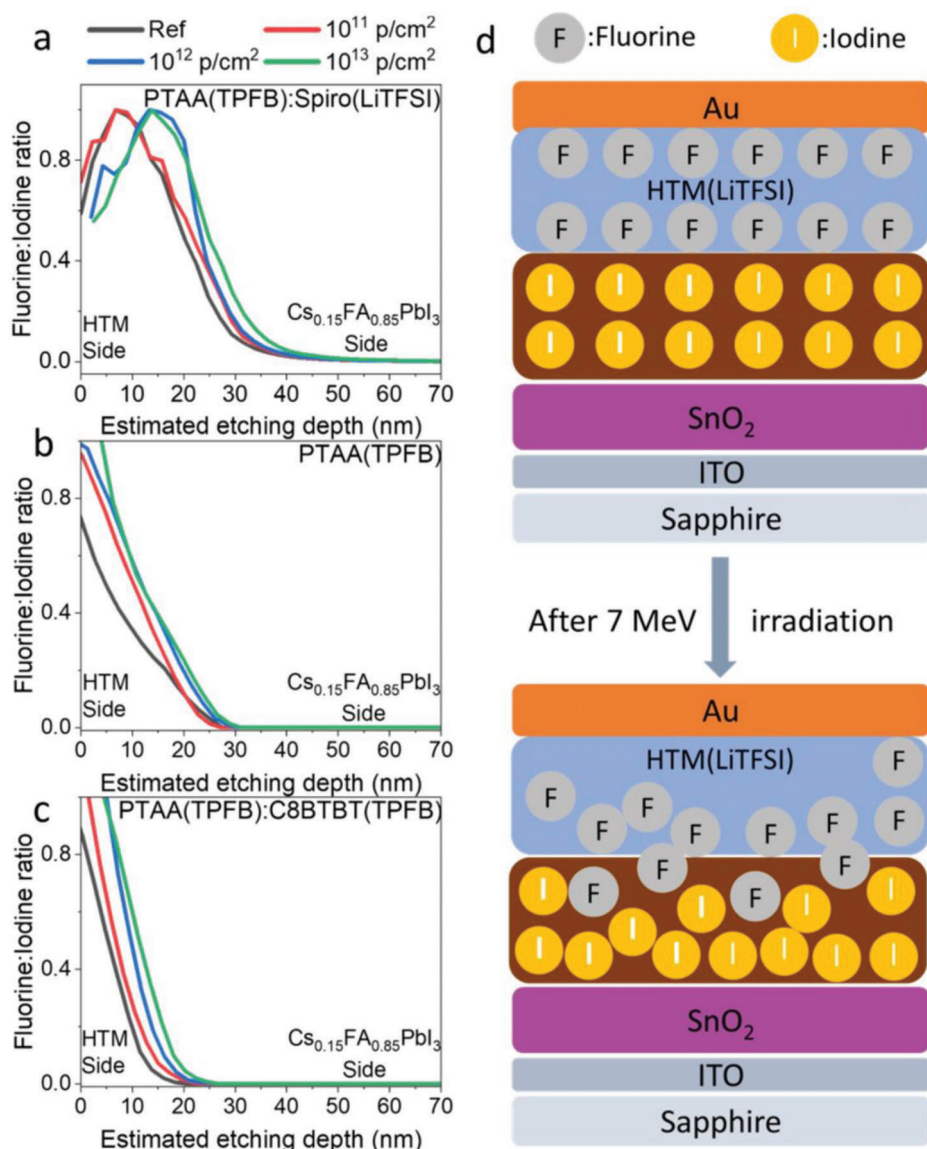 a
Ref
10¹¹ p/cm²
10¹² p/cm²
10¹³ p/cm²
PTAA(TPFB):Spiro(LiTFSI)
Fluorine:Iodine ratio
0.8
0.4
0.0
HTM
Side
Cs₀.₁₅FA₀.₈₅PbI₃
Side
0 10 20 30 40 50 60 70
Estimated etching depth (nm)
b
PTAA(TPFB)
Fluorine:Iodine ratio
0.8
0.4
0.0
HTM
Side
Cs₀.₁₅FA₀.₈₅PbI₃
Side
0 10 20 30 40 50 60 70
Estimated etching depth (nm)
c
PTAA(TPFB):C8BTBT(TPFB)
Fluorine:Iodine ratio
0.8
0.4
0.0
HTM
Side
Cs₀.₁₅FA₀.₈₅PbI₃
Side
0 10 20 30 40 50 60 70
Estimated etching depth (nm)
d
F :Fluorine
I :Iodine
Au
F F F F F F
HTM(LiTFSI)
F F F F F F
I I I I I I
I I I I I I
SnO₂
ITO
Sapphire
After 7 MeV irradiation
Au
HTM(LiTFSI)
F F F F F F F F
F F F F
I I I I
I I I I I I I I
SnO₂
ITO
Sapphire